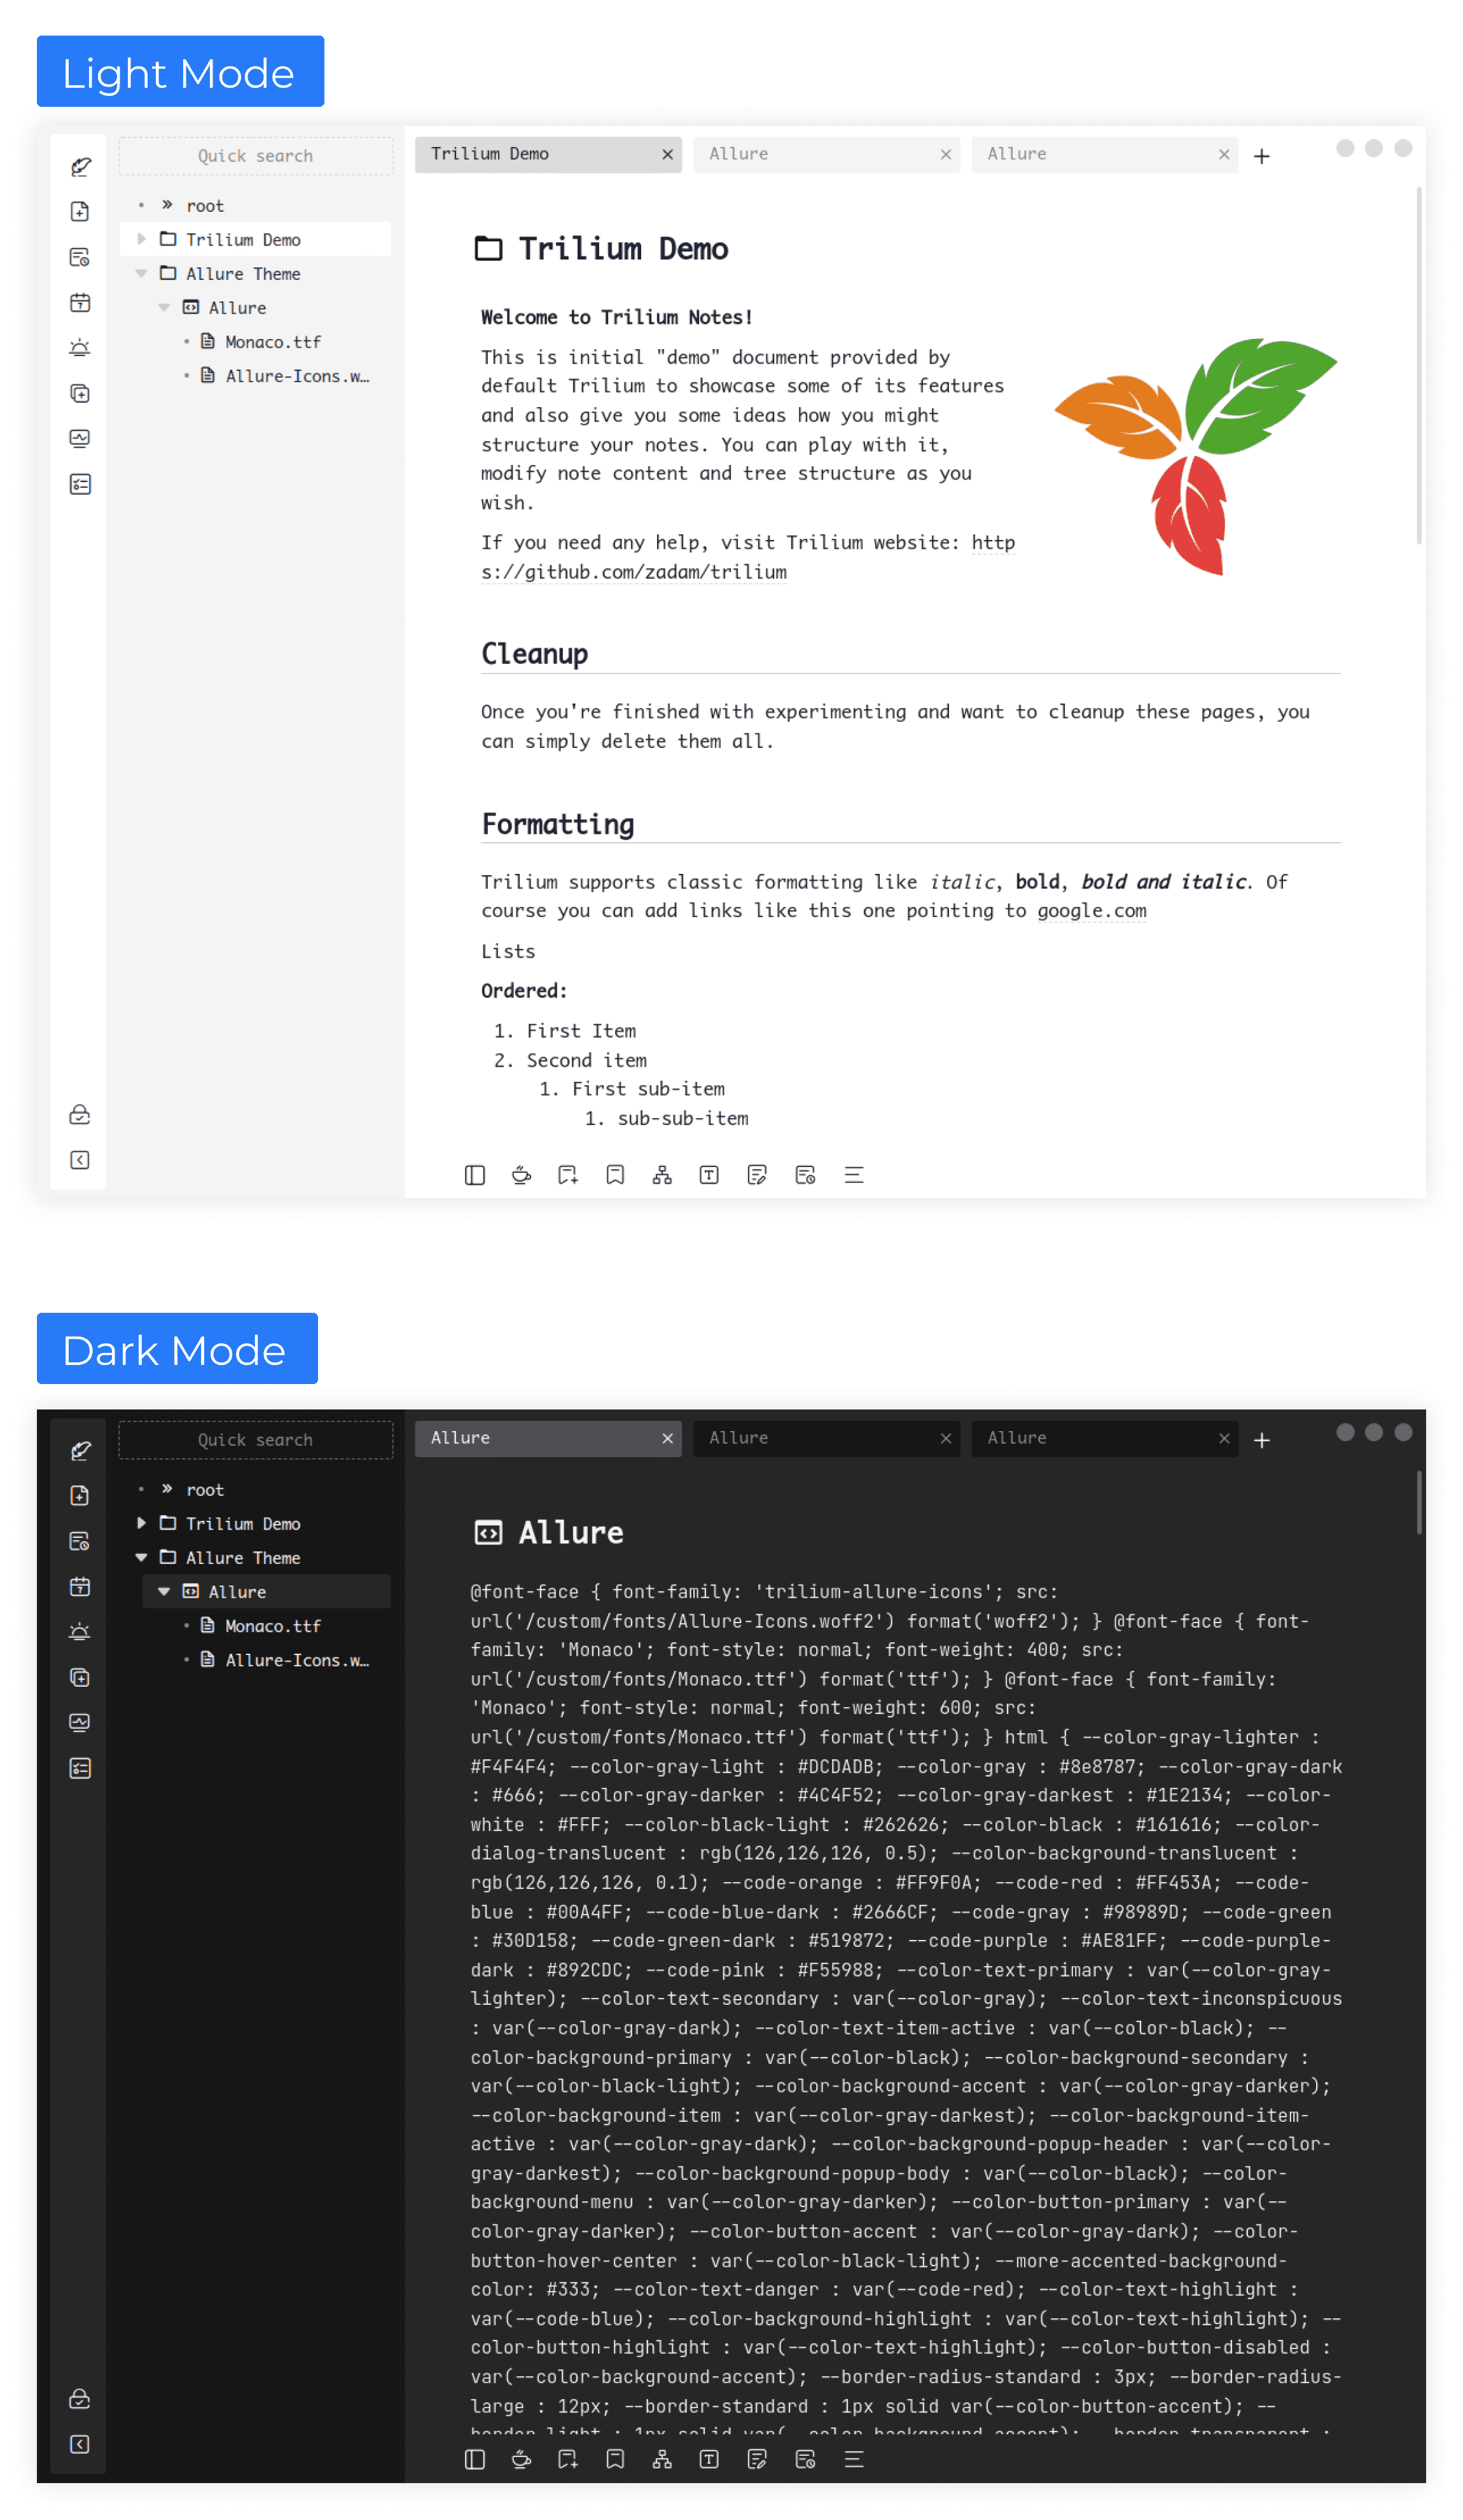 Light Mode
Quick search
root
Trilium Demo
Allure Theme
Allure
Monaco.ttf
Allure-Icons.w…
Trilium Demo
Allure
Allure
Trilium Demo
Welcome to Trilium Notes!
This is initial "demo" document provided by
default Trilium to showcase some of its features
and also give you some ideas how you might
structure your notes. You can play with it,
modify note content and tree structure as you
wish.
If you need any help, visit Trilium website: http
s://github.com/zadam/trilium
Cleanup
Once you're finished with experimenting and want to cleanup these pages, you
can simply delete them all.
Formatting
Trilium supports classic formatting like italic, bold, bold and italic. Of
course you can add links like this one pointing to google.com
Lists
Ordered:
1. First Item
2. Second item
1. First sub-item
1. sub-sub-item
Dark Mode
Quick search
root
Trilium Demo
Allure Theme
Allure
Monaco.ttf
Allure-Icons.w…
Allure
Allure
Allure
Allure
@font-face { font-family: 'trilium-allure-icons'; src:
url('/custom/fonts/Allure-Icons.woff2') format('woff2'); } @font-face { font-
family: 'Monaco'; font-style: normal; font-weight: 400; src:
url('/custom/fonts/Monaco.ttf') format('ttf'); } @font-face { font-family:
'Monaco'; font-style: normal; font-weight: 600; src:
url('/custom/fonts/Monaco.ttf') format('ttf'); } html { --color-gray-lighter :
#F4F4F4; --color-gray-light : #DCDADB; --color-gray : #8e8787; --color-gray-dark
: #666; --color-gray-darker : #4C4F52; --color-gray-darkest : #1E2134; --color-
white : #FFF; --color-black-light : #262626; --color-black : #161616; --color-
dialog-translucent : rgb(126,126,126, 0.5); --color-background-translucent :
rgb(126,126,126, 0.1); --code-orange : #FF9F0A; --code-red : #FF453A; --code-
blue : #00A4FF; --code-blue-dark : #2666CF; --code-gray : #98989D; --code-green
: #30D158; --code-green-dark : #519872; --code-purple : #AE81FF; --code-purple-
dark : #892CDC; --code-pink : #F55988; --color-text-primary : var(--color-gray-
lighter); --color-text-secondary : var(--color-gray); --color-text-inconspicuous
: var(--color-gray-dark); --color-text-item-active : var(--color-black); --
color-background-primary : var(--color-black); --color-background-secondary :
var(--color-black-light); --color-background-accent : var(--color-gray-darker);
--color-background-item : var(--color-gray-darkest); --color-background-item-
active : var(--color-gray-dark); --color-background-popup-header : var(--color-
gray-darkest); --color-background-popup-body : var(--color-black); --color-
background-menu : var(--color-gray-darker); --color-button-primary : var(--
color-gray-darker); --color-button-accent : var(--color-gray-dark); --color-
button-hover-center : var(--color-black-light); --more-accented-background-
color: #333; --color-text-danger : var(--code-red); --color-text-highlight :
var(--code-blue); --color-background-highlight : var(--color-text-highlight); --
color-button-highlight : var(--color-text-highlight); --color-button-disabled :
var(--color-background-accent); --border-radius-standard : 3px; --border-radius-
large : 12px; --border-standard : 1px solid var(--color-button-accent); --
border-light : 1px solid var(--color-background-accent); --border-transparent :